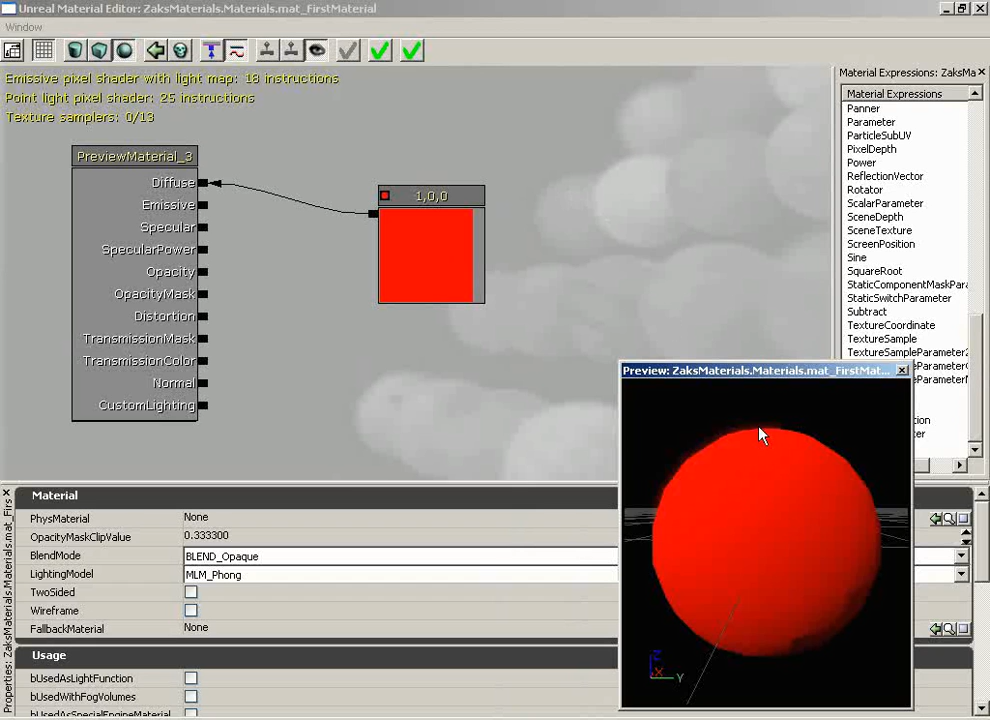 Unreal Material Editor: ZaksMaterials.Materials.mat_FirstMaterial
Window
Emissive pixel shader with light map: 18 instructions
Point light pixel shader: 25 instructions
Texture samplers: 0/13
PreviewMaterial_3
Diffuse
Emissive
Specular
SpecularPower
Opacity
OpacityMask
Distortion
TransmissionMask
TransmissionColor
Normal
CustomLighting
1,0,0
Material Expressions: ZaksMa
Material Expressions
Panner
Parameter
ParticleSubUV
PixelDepth
Power
ReflectionVector
Rotator
ScalarParameter
SceneDepth
SceneTexture
ScreenPosition
Sine
SquareRoot
StaticComponentMaskPara
StaticSwitchParameter
Subtract
TextureCoordinate
TextureSample
TextureSampleParameter2
Preview: ZaksMaterials.Materials.mat_FirstMat...
Z
X
Y
Properties: ZaksMaterials.Materials.mat_Firs
Material
PhysMaterial None
OpacityMaskClipValue 0.333300
BlendMode BLEND_Opaque
LightingModel MLM_Phong
TwoSided
Wireframe
FallbackMaterial None
Usage
bUsedAsLightFunction
bUsedWithFogVolumes
bUsedAsSpecialEngineMaterial